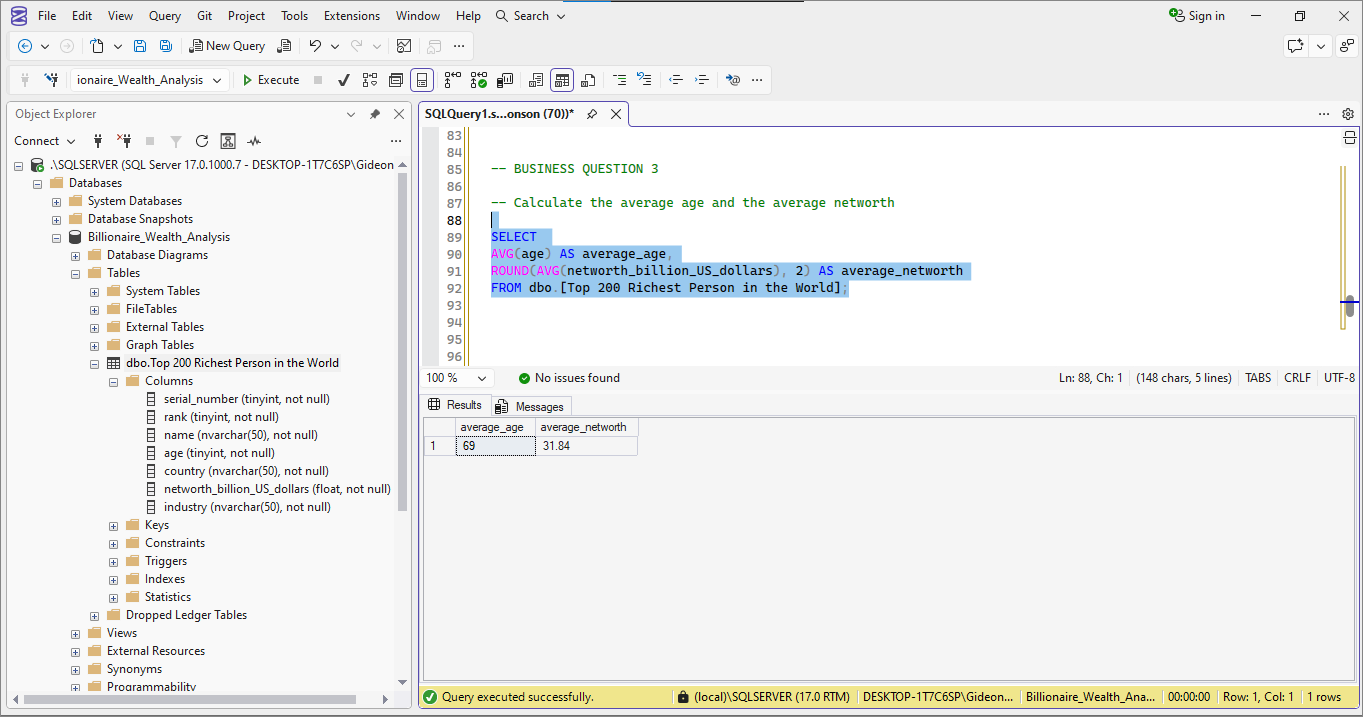 File Edit View Query Git Project Tools Extensions Window Help Search Sign in
New Query
ionaire_Wealth_Analysis Execute
Object Explorer
Connect
.\SQLSERVER (SQL Server 17.0.1000.7 - DESKTOP-1T7C6SP\Gideon
Databases
System Databases
Database Snapshots
Billionaire_Wealth_Analysis
Database Diagrams
Tables
System Tables
FileTables
External Tables
Graph Tables
dbo.Top 200 Richest Person in the World
Columns
serial_number (tinyint, not null)
rank (tinyint, not null)
name (nvarchar(50), not null)
age (tinyint, not null)
country (nvarchar(50), not null)
networth_billion_US_dollars (float, not null)
industry (nvarchar(50), not null)
Keys
Constraints
Triggers
Indexes
Statistics
Dropped Ledger Tables
Views
External Resources
Synonyms
Programmability
SQLQuery1.s...onson (70))*
83
84
85 -- BUSINESS QUESTION 3
86
87 -- Calculate the average age and the average networth
88
89 SELECT
90 AVG(age) AS average_age,
91 ROUND(AVG(networth_billion_US_dollars), 2) AS average_networth
92 FROM dbo.[Top 200 Richest Person in the World];
93
94
95
96
100 % No issues found Ln: 88, Ch: 1 (148 chars, 5 lines) TABS CRLF UTF-8
Results Messages
average_age average_networth
1 69 31.84
Query executed successfully. (local)\SQLSERVER (17.0 RTM) DESKTOP-1T7C6SP\Gideon... Billionaire_Wealth_Ana... 00:00:00 Row: 1, Col: 1 1 rows